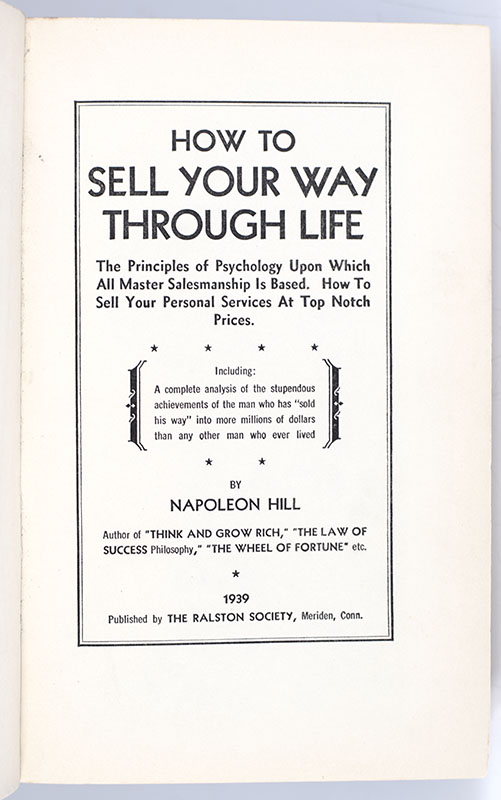 HOW TO
SELL YOUR WAY
THROUGH LIFE
The Principles of Psychology Upon Which
All Master Salesmanship Is Based. How To
Sell Your Personal Services At Top Notch
Prices.
Including:
A complete analysis of the stupendous
achievements of the man who has "sold
his way" into more millions of dollars
than any other man who ever lived
BY
NAPOLEON HILL
Author of "THINK AND GROW RICH," "THE LAW OF
SUCCESS Philosophy," "THE WHEEL OF FORTUNE" etc.
1939
Published by THE RALSTON SOCIETY, Meriden, Conn.